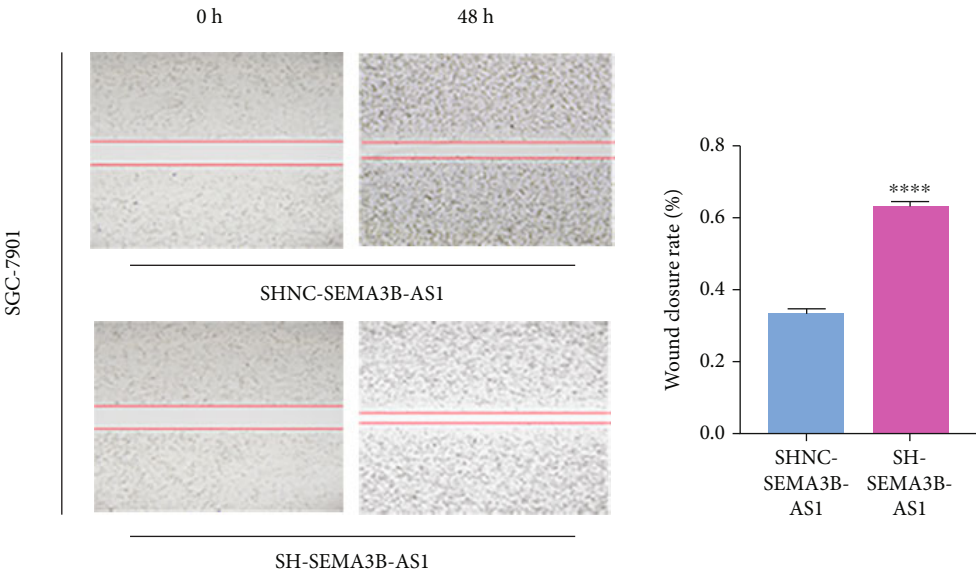 0 h
48 h
SGC-7901
SHNC-SEMA3B-AS1
SH-SEMA3B-AS1
Wound closure rate (%)
0.8
0.6
0.4
0.2
0.0
****
SHNC-
SEMA3B-
AS1
SH-
SEMA3B-
AS1